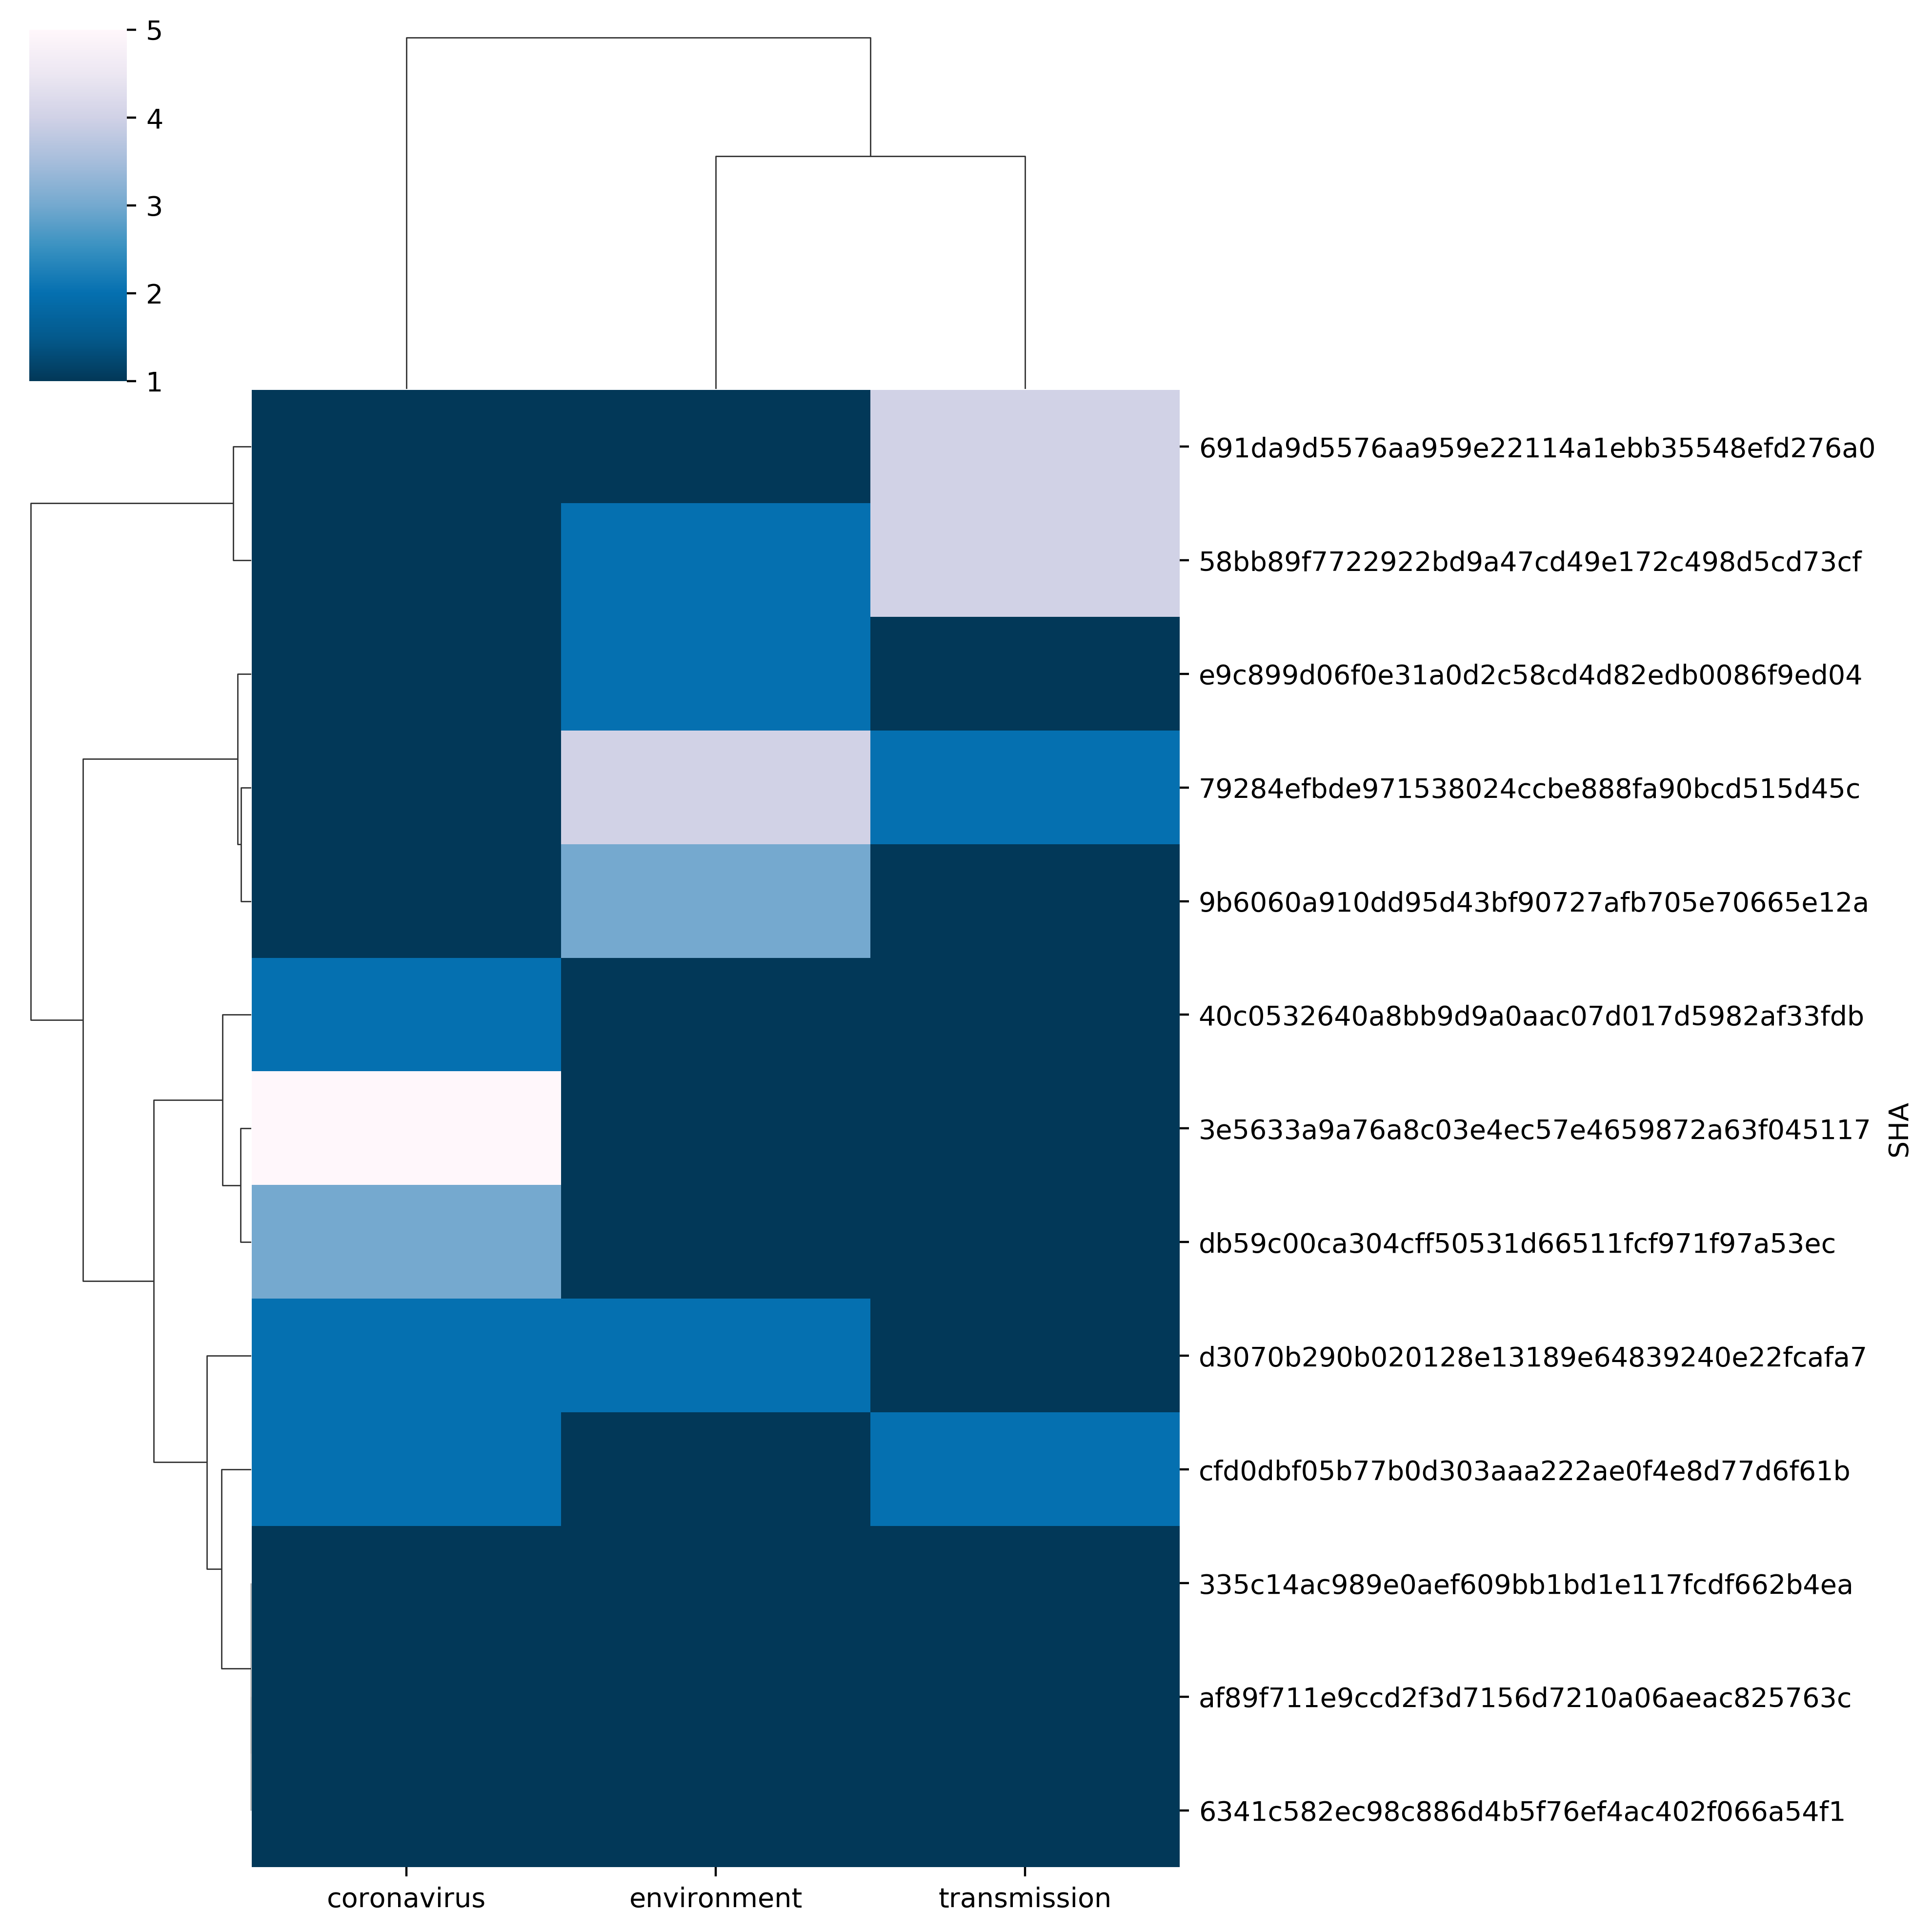 5
4
3
2
1
691da9d5576aa959e22114a1ebb35548efd276a0
58bb89f7722922bd9a47cd49e172c498d5cd73cf
e9c899d06f0e31a0d2c58cd4d82edb0086f9ed04
79284efbde971538024ccbe888fa90bcd515d45c
9b6060a910dd95d43bf90727afb705e70665e12a
40c0532640a8bb9d9a0aac07d017d5982af33fdb
3e5633a9a76a8c03e4ec57e4659872a63f045117
db59c00ca304cff50531d66511fcf971f97a53ec
d3070b290b020128e13189e64839240e22fcafa7
cfd0dbf05b77b0d303aaa222ae0f4e8d77d6f61b
335c14ac989e0aef609bb1bd1e117fcdf662b4ea
af89f711e9ccd2f3d7156d7210a06aeac825763c
6341c582ec98c886d4b5f76ef4ac402f066a54f1
SHA
coronavirus environment transmission